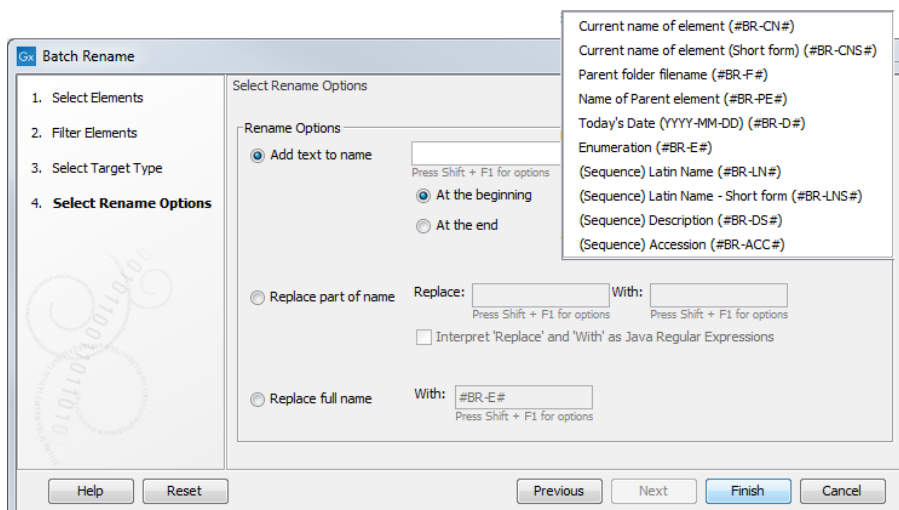 Current name of element (#BR-CN#)
Current name of element (Short form) (#BR-CNS#)
Parent folder filename (#BR-F#)
Name of Parent element (#BR-PE#)
Today's Date (YYYY-MM-DD) (#BR-D#)
Enumeration (#BR-E#)
(Sequence) Latin Name (#BR-LN#)
(Sequence) Latin Name - Short form (#BR-LNS#)
(Sequence) Description (#BR-DS#)
(Sequence) Accession (#BR-ACC#)
Gx Batch Rename
1. Select Elements
2. Filter Elements
3. Select Target Type
4. Select Rename Options
Select Rename Options
Rename Options
Add text to name
Press Shift + F1 for options
At the beginning
At the end
Replace part of name Replace: With:
Press Shift + F1 for options Press Shift + F1 for options
Interpret 'Replace' and 'With' as Java Regular Expressions
Replace full name With: #BR-E#
Press Shift + F1 for options
Help Reset Previous Next Finish Cancel